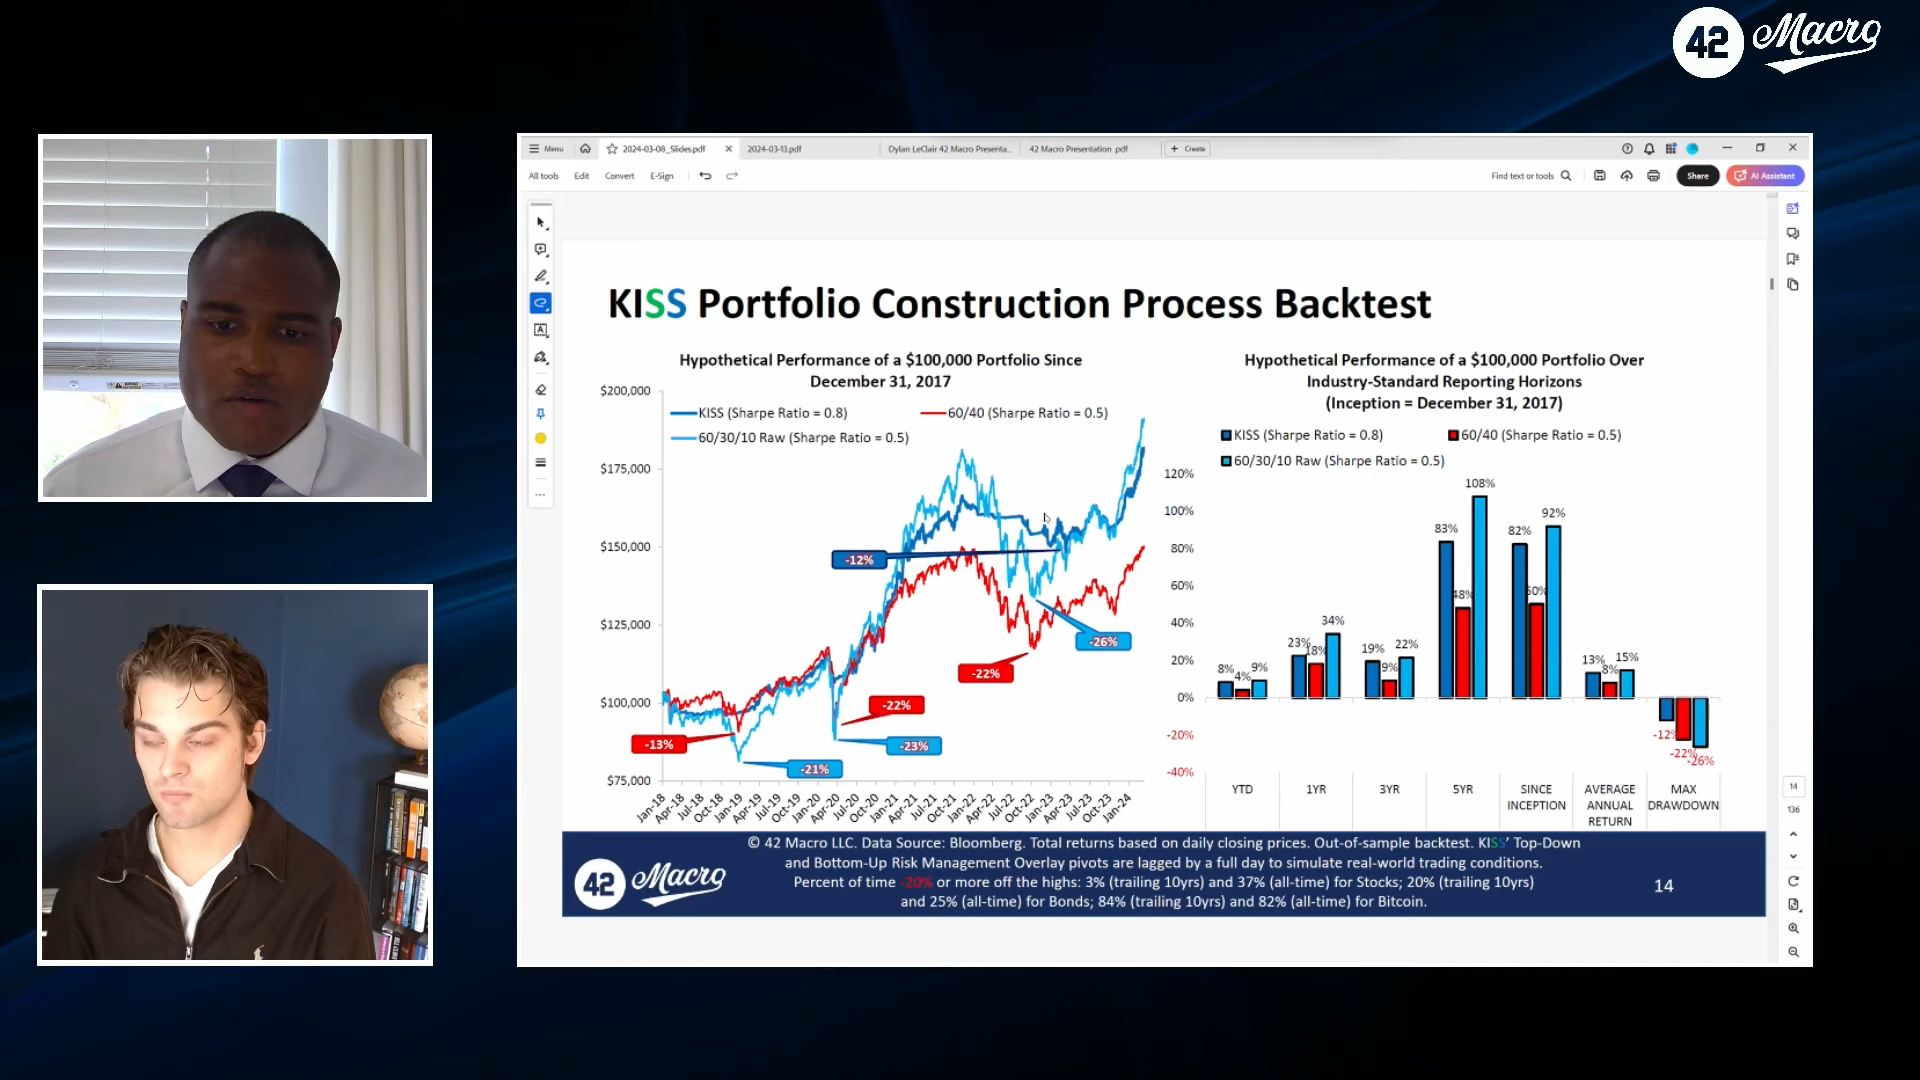 42 Macro
Menu
2024-03-08_Slides.pdf
2024-03-13.pdf
Dylan LeClair 42 Macro Presenta...
42 Macro Presentation.pdf
+ Create
All tools
Edit
Convert
E-Sign
Find text or tools
Share
AI Assistant
KISS Portfolio Construction Process Backtest
Hypothetical Performance of a $100,000 Portfolio Since
December 31, 2017
KISS (Sharpe Ratio = 0.8)
60/40 (Sharpe Ratio = 0.5)
60/30/10 Raw (Sharpe Ratio = 0.5)
$200,000
$175,000
$150,000
$125,000
$100,000
$75,000
-12%
-26%
-22%
-22%
-13%
-23%
-21%
Jan-18
Apr-18
Jul-18
Oct-18
Jan-19
Apr-19
Jul-19
Oct-19
Jan-20
Apr-20
Jul-20
Oct-20
Jan-21
Apr-21
Jul-21
Oct-21
Jan-22
Apr-22
Jul-22
Oct-22
Jan-23
Apr-23
Jul-23
Oct-23
Jan-24
Hypothetical Performance of a $100,000 Portfolio Over
Industry-Standard Reporting Horizons
(Inception = December 31, 2017)
KISS (Sharpe Ratio = 0.8)
60/40 (Sharpe Ratio = 0.5)
60/30/10 Raw (Sharpe Ratio = 0.5)
120%
100%
80%
60%
40%
20%
0%
-20%
-40%
8%
4%
9%
23%
18%
34%
19%
9%
22%
83%
48%
108%
82%
50%
92%
13%
8%
15%
-12%
-22%
-26%
YTD
1YR
3YR
5YR
SINCE
INCEPTION
AVERAGE
ANNUAL
RETURN
MAX
DRAWDOWN
42 Macro
© 42 Macro LLC. Data Source: Bloomberg. Total returns based on daily closing prices. Out-of-sample backtest. KISS' Top-Down
and Bottom-Up Risk Management Overlay pivots are lagged by a full day to simulate real-world trading conditions.
Percent of time -20% or more off the highs: 3% (trailing 10yrs) and 37% (all-time) for Stocks; 20% (trailing 10yrs)
and 25% (all-time) for Bonds; 84% (trailing 10yrs) and 82% (all-time) for Bitcoin.
14
14
136